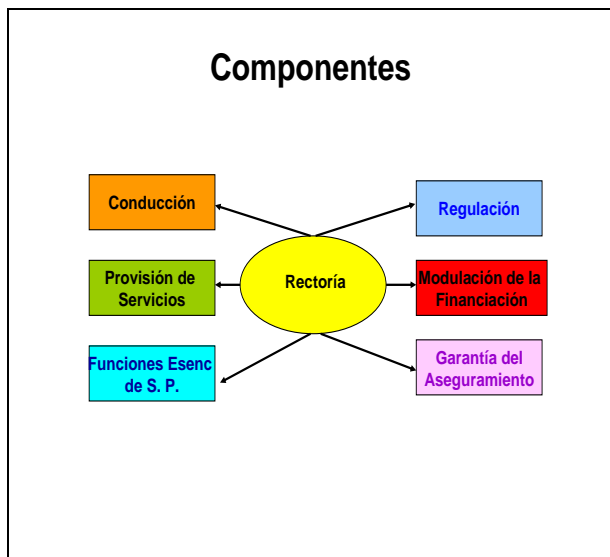 Componentes
Conducción
Regulación
Provisión de
Servicios
Rectoría
Modulación de la
Financiación
Funciones Esenc
de S. P.
Garantía del
Aseguramiento